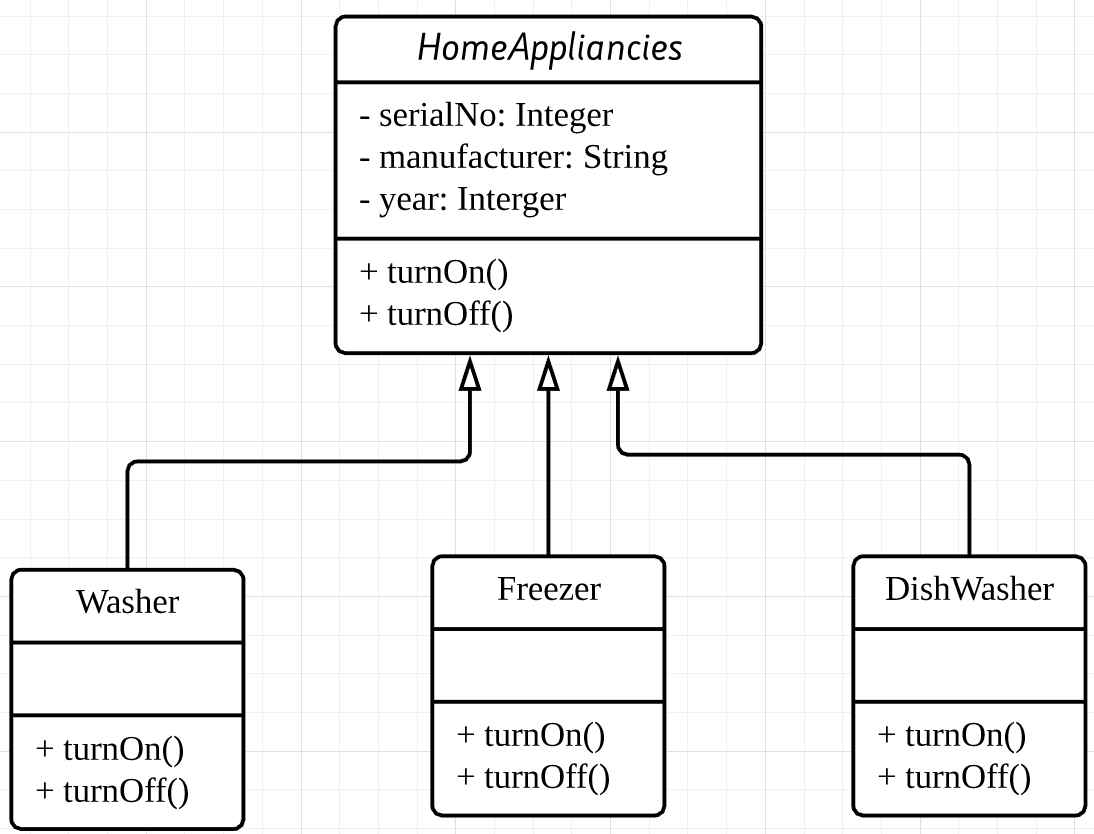 HomeAppliancies
- serialNo: Integer
- manufacturer: String
- year: Interger
+ turnOn()
+ turnOff()
Washer
+ turnOn()
+ turnOff()
Freezer
+ turnOn()
+ turnOff()
DishWasher
+ turnOn()
+ turnOff()